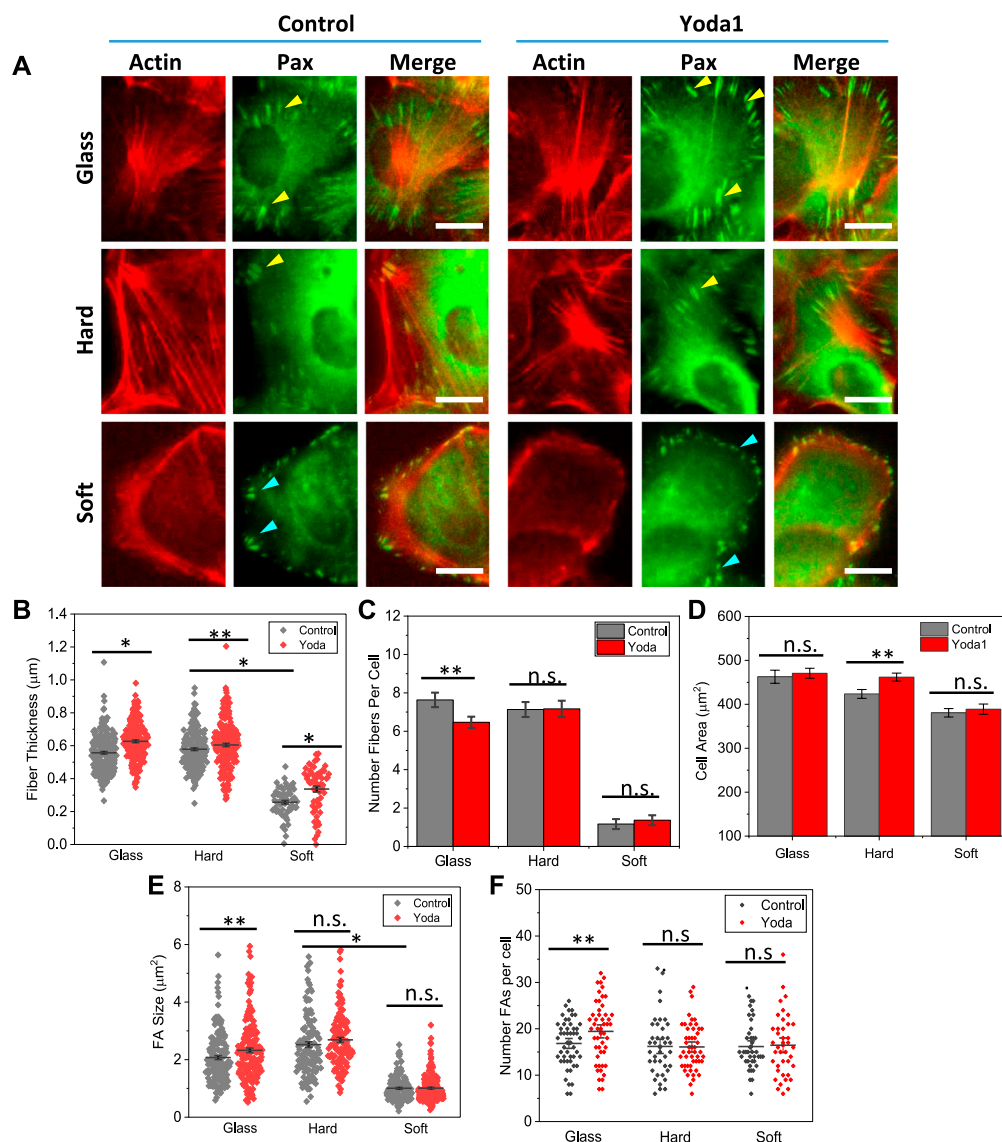 Control Yoda1
A Actin Pax Merge Actin Pax Merge
Glass
Hard
Soft
B
Fiber Thickness (μm)
1.4
1.2
1.0
0.8
0.6
0.4
0.2
0.0
Control
Yoda
*
**
*
*
Glass Hard Soft
C
Number Fibers Per Cell
12
10
8
6
4
2
0
Control
Yoda
**
n.s.
n.s.
Glass Hard Soft
D
Cell Area (μm²)
600
500
400
300
200
100
Control
Yoda1
n.s.
**
n.s.
Glass Hard Soft
E
FA Size (μm²)
8
6
4
2
0
Control
Yoda
**
n.s.
*
n.s.
Glass Hard Soft
F
Number FAs per cell
50
40
30
20
10
0
Control
Yoda
**
n.s
n.s
Glass Hard Soft